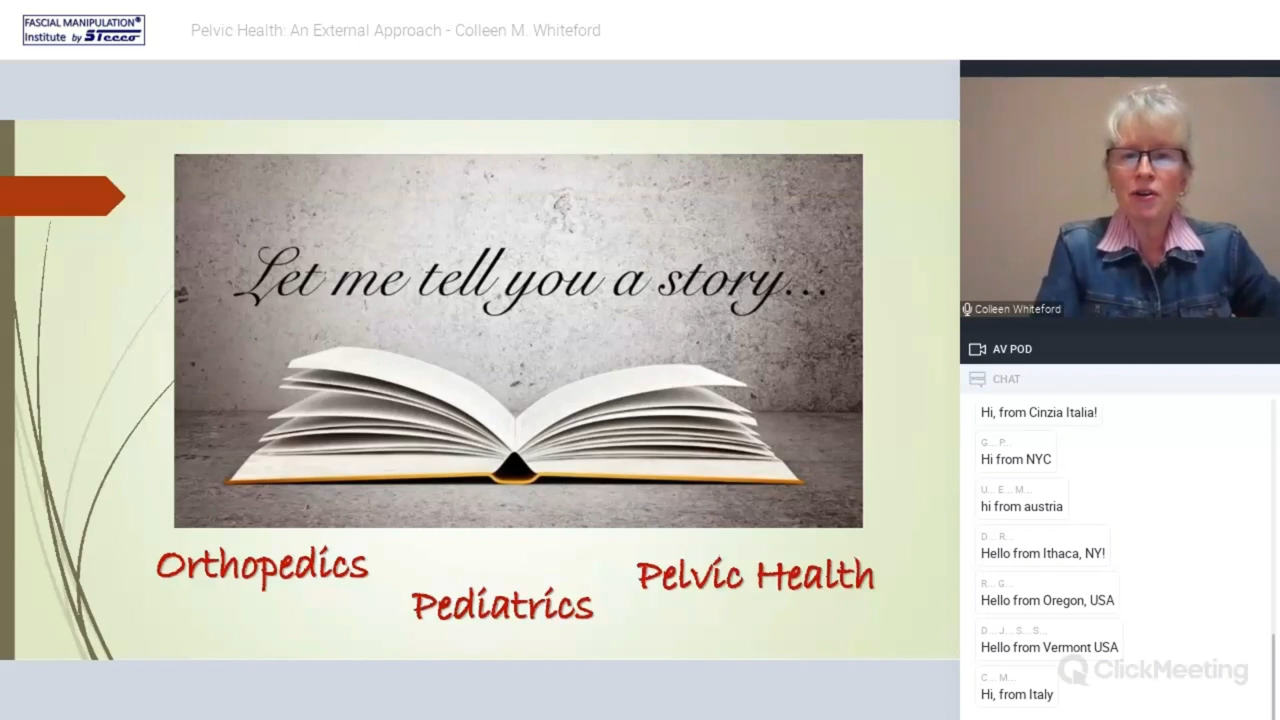 FASCIAL MANIPULATION®
Institute by Stecco
Pelvic Health: An External Approach - Colleen M. Whiteford
Let me tell you a story...
Orthopedics
Pediatrics
Pelvic Health
Colleen Whiteford
AV POD
CHAT
Hi, from Cinzia Italia!
G... P...
Hi from NYC
U... E... M...
hi from austria
D... R...
Hello from Ithaca, NY!
R... G...
Hello from Oregon, USA
D... J... S... S...
Hello from Vermont USA
C... M...
Hi, from Italy
ClickMeeting